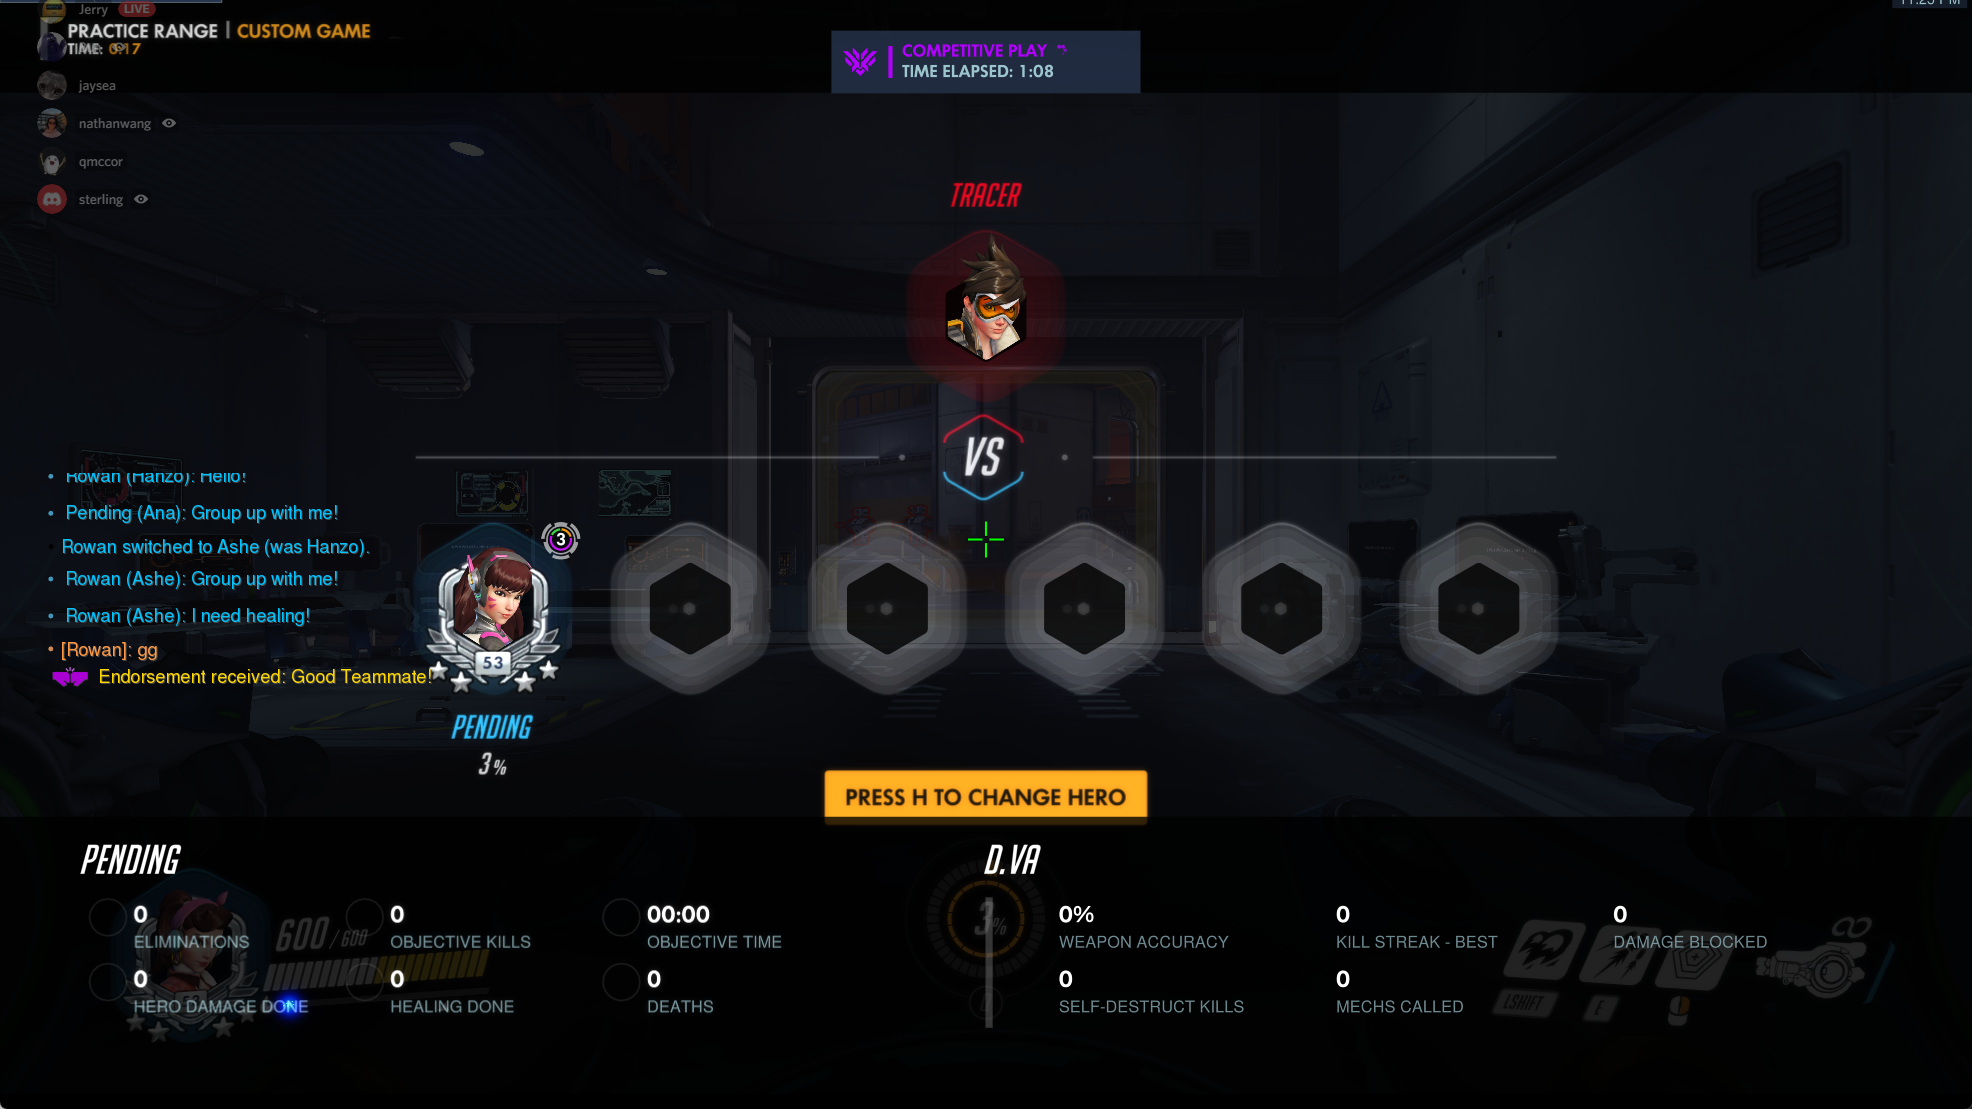 Jerry LIVE
PRACTICE RANGE | CUSTOM GAME
TIME: 0:17
jaysea
nathanwang
qmccor
sterling
COMPETITIVE PLAY
TIME ELAPSED: 1:08
TRACER
VS
Rowan (Hanzo): Hello!
Pending (Ana): Group up with me!
Rowan switched to Ashe (was Hanzo).
Rowan (Ashe): Group up with me!
Rowan (Ashe): I need healing!
[Rowan]: gg
Endorsement received: Good Teammate!
3
53
PENDING
3%
PRESS H TO CHANGE HERO
PENDING
0
ELIMINATIONS
0
OBJECTIVE KILLS
00:00
OBJECTIVE TIME
0
HERO DAMAGE DONE
0
HEALING DONE
0
DEATHS
600 / 600
3%
D.VA
0%
WEAPON ACCURACY
0
KILL STREAK - BEST
0
DAMAGE BLOCKED
0
SELF-DESTRUCT KILLS
0
MECHS CALLED
LSHIFT
E